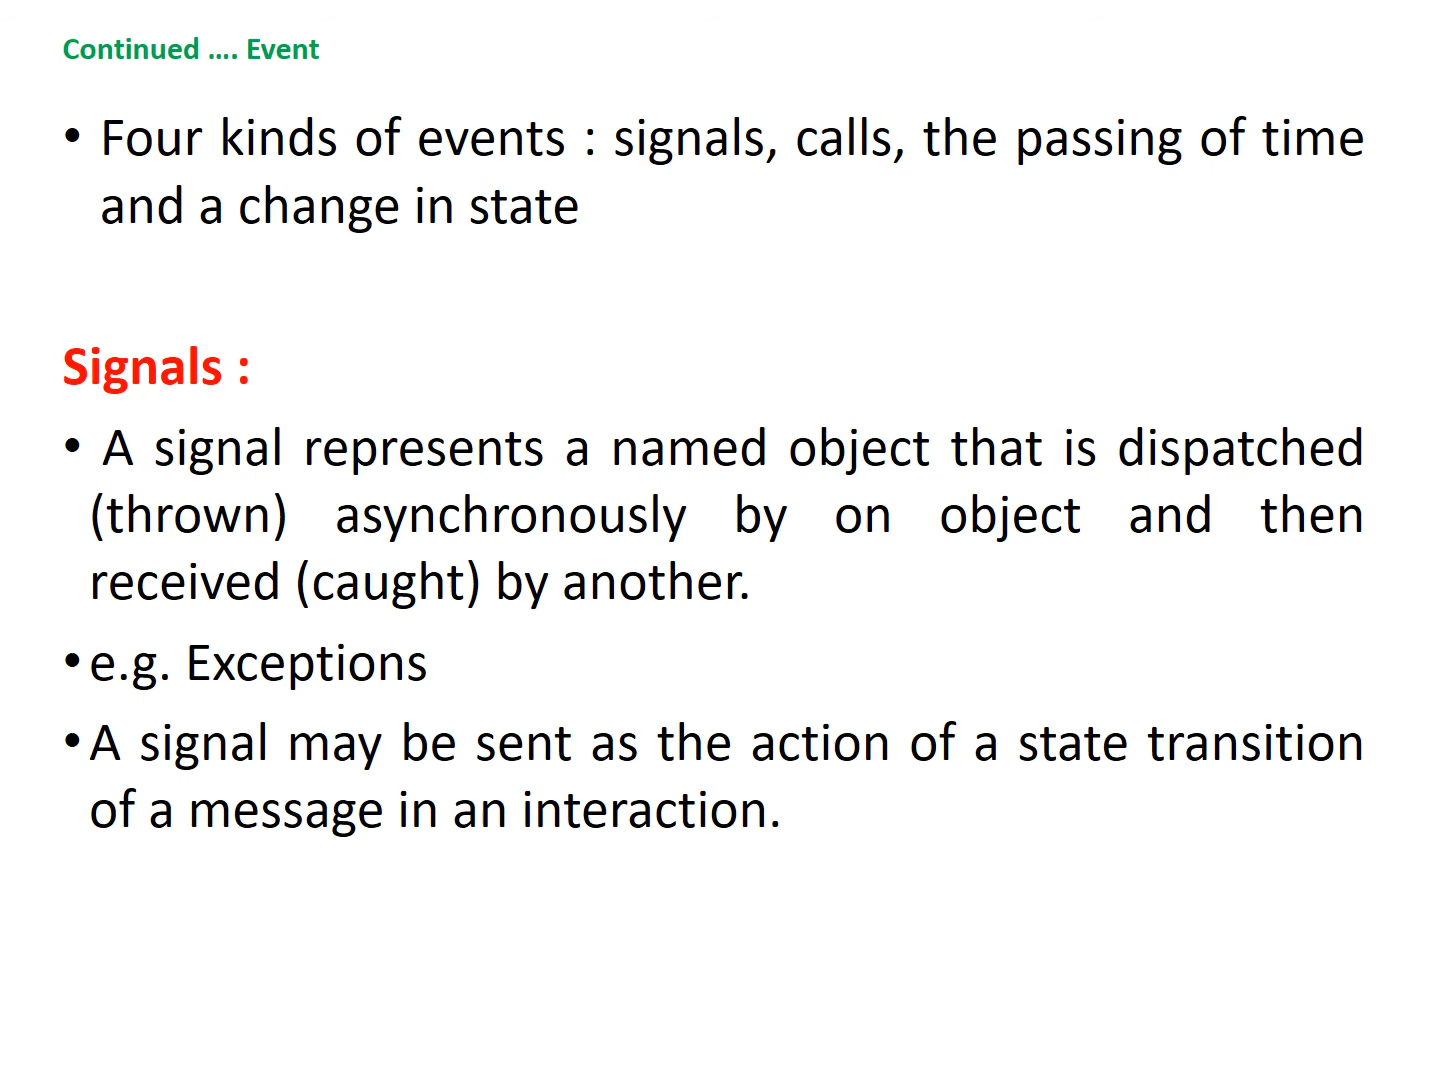 Continued .... Event
• Four kinds of events : signals, calls, the passing of time
and a change in state
Signals :
• A signal represents a named object that is dispatched
(thrown) asynchronously by on object and then
received (caught) by another.
• e.g. Exceptions
• A signal may be sent as the action of a state transition
of a message in an interaction.